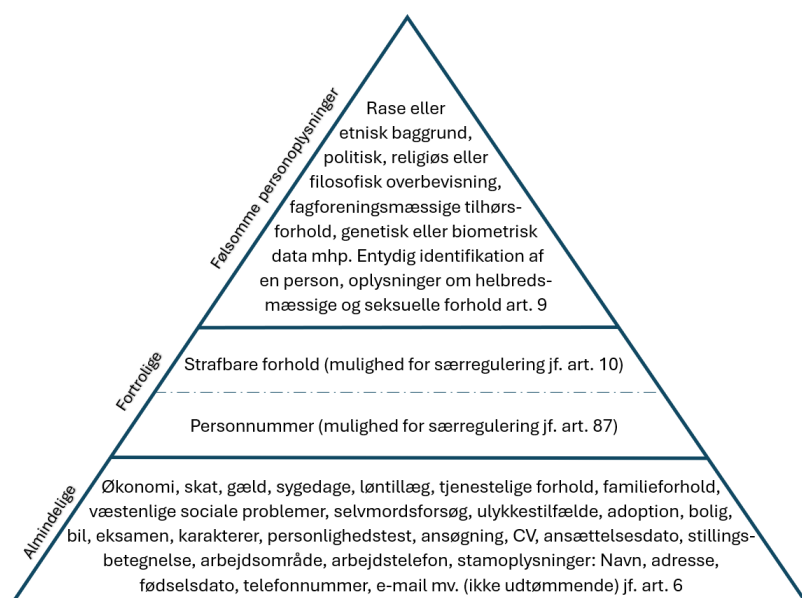 Følsomme personoplysninger
Rase eller
etnisk baggrund,
politisk, religiøs eller
filosofisk overbevisning,
fagforeningsmæssige tilhørs-
forhold, genetisk eller biometrisk
data mhp. Entydig identifikation af
en person, oplysninger om helbreds-
mæssige og seksuelle forhold art. 9
Fortrolige
Strafbare forhold (mulighed for særregulering jf. art. 10)
Personnummer (mulighed for særregulering jf. art. 87)
Almindelige
Økonomi, skat, gæld, sygedage, løntillæg, tjenestelige forhold, familieforhold,
væstenlige sociale problemer, selvmordsforsøg, ulykkestilfælde, adoption, bolig,
bil, eksamen, karakterer, personlighedstest, ansøgning, CV, ansættelsesdato, stillings-
betegnelse, arbejdsområde, arbejdstelefon, stamoplysninger: Navn, adresse,
fødselsdato, telefonnummer, e-mail mv. (ikke udtømmende) jf. art. 6